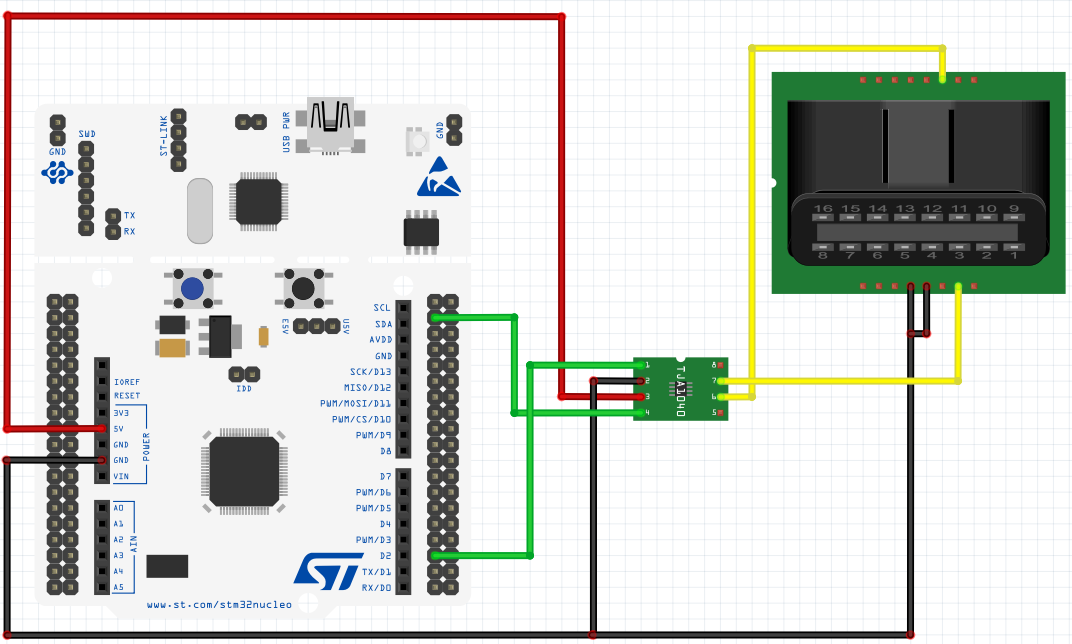 GND
SWD
TX
RX
ST-LINK
USB PWR
GND
E5V
U5V
IDD
IOREF
RESET
3V3
5V
GND
GND
VIN
POWER
A0
A1
A2
A3
A4
A5
AIN
SCL
SDA
AVDD
GND
SCK/D13
MISO/D12
PWM/MOSI/D11
PWM/CS/D10
PWM/D9
D8
D7
PWM/D6
PWM/D5
D4
PWM/D3
D2
TX/D1
RX/D0
ST
www.st.com/stm32nucleo
1 8
2 7
3 6
4 5
TJA1040
16 15 14 13 12 11 10 9
8 7 6 5 4 3 2 1